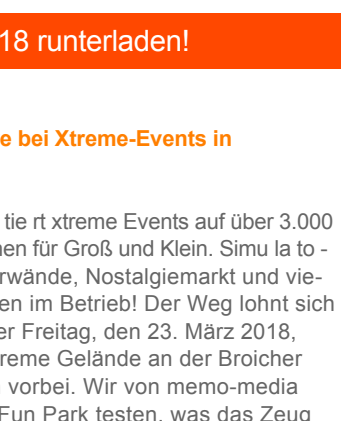 18 runterladen!
e bei Xtreme-Events in
tie rt xtreme Events auf über 3.000
en für Groß und Klein. Simu la to -
rwände, Nostalgiemarkt und vie-
en im Betrieb! Der Weg lohnt sich
er Freitag, den 23. März 2018,
treme Gelände an der Broicher
vorbei. Wir von memo-media
Fun Park testen, was das Zeug